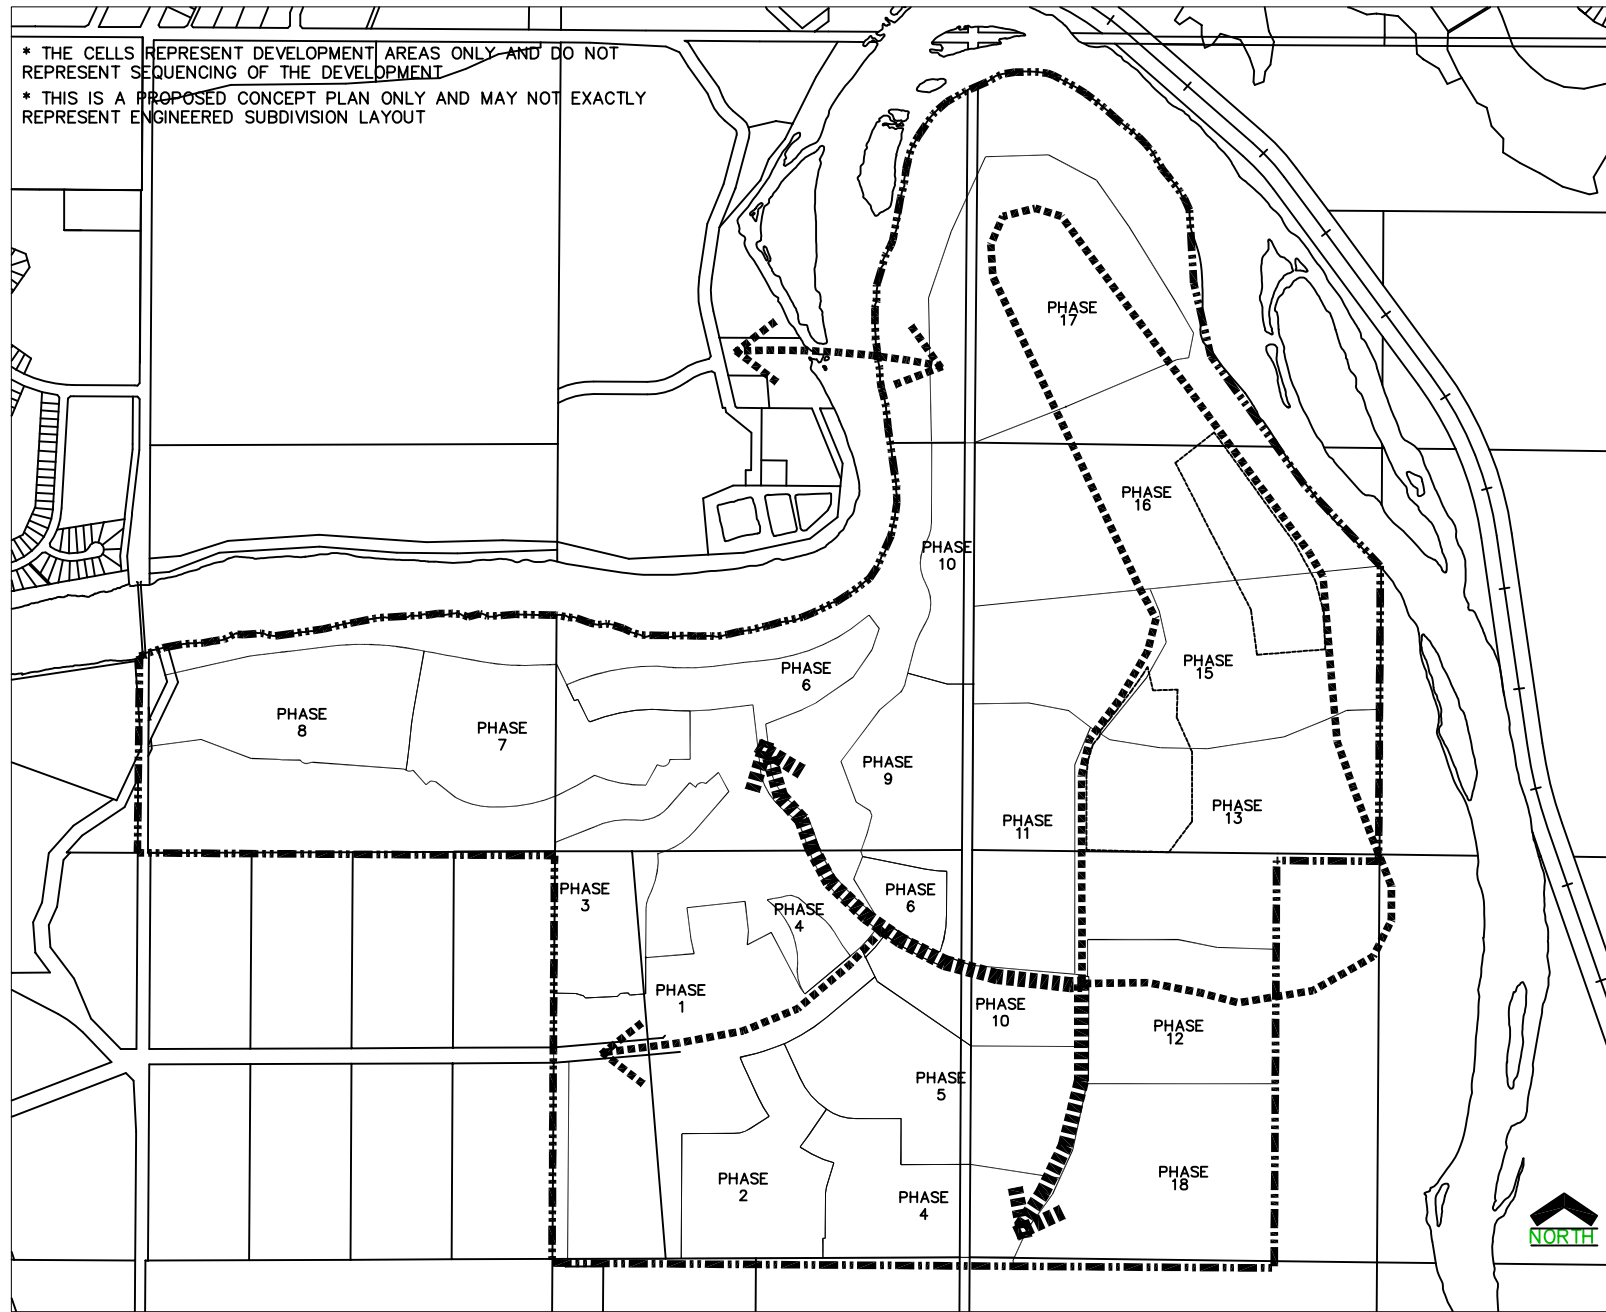 * THE CELLS REPRESENT DEVELOPMENT AREAS ONLY AND DO NOT
REPRESENT SEQUENCING OF THE DEVELOPMENT
* THIS IS A PROPOSED CONCEPT PLAN ONLY AND MAY NOT EXACTLY
REPRESENT ENGINEERED SUBDIVISION LAYOUT
PHASE
17
PHASE
16
PHASE
10
PHASE
15
PHASE
6
PHASE
8
PHASE
7
PHASE
9
PHASE
11
PHASE
13
PHASE
3
PHASE
6
PHASE
4
PHASE
1
PHASE
10
PHASE
12
PHASE
5
PHASE
2
PHASE
4
PHASE
18
NORTH